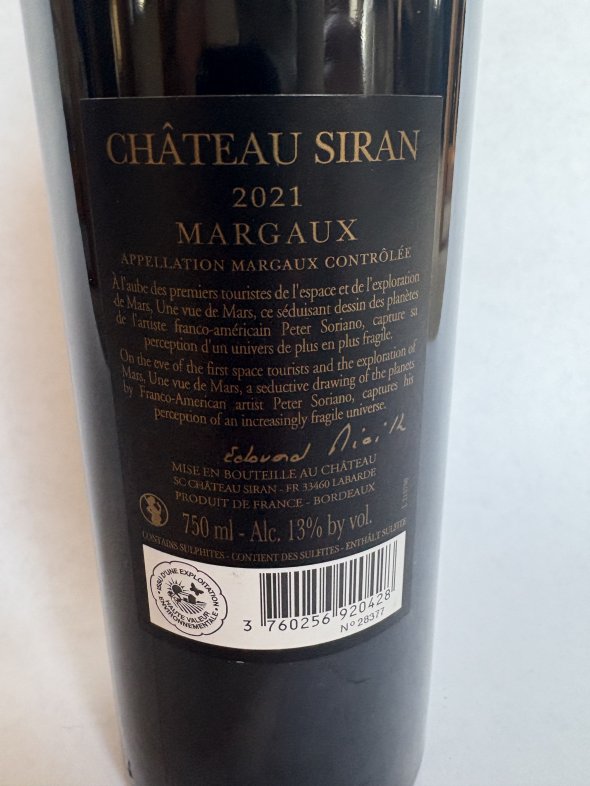 CHÂTEAU SIRAN
2021
MARGAUX
APPELLATION MARGAUX CONTRÔLÉE
À l'aube des premiers touristes de l'espace et de l'exploration
de Mars, Une vue de Mars, ce séduisant dessin des planètes
de l'artiste franco-américain Peter Soriano, capture sa
perception d'un univers de plus en plus fragile.
On the eve of the first space tourists and the exploration of
Mars, Une vue de Mars, a seductive drawing of the planets
by Franco-American artist Peter Soriano, captures his
perception of an increasingly fragile universe.
Edouard Miailh
MISE EN BOUTEILLE AU CHÂTEAU
SC CHÂTEAU SIRAN - FR 33460 LABARDE
PRODUIT DE FRANCE - BORDEAUX
750 ml - Alc. 13% by vol.
CONTAINS SULPHITES - CONTIENT DES SULFITES - ENTHÄLT SULFITE
ISSU D'UNE EXPLOITATION
HAUTE VALEUR
ENVIRONNEMENTALE
3 760256 920428
N° 28377